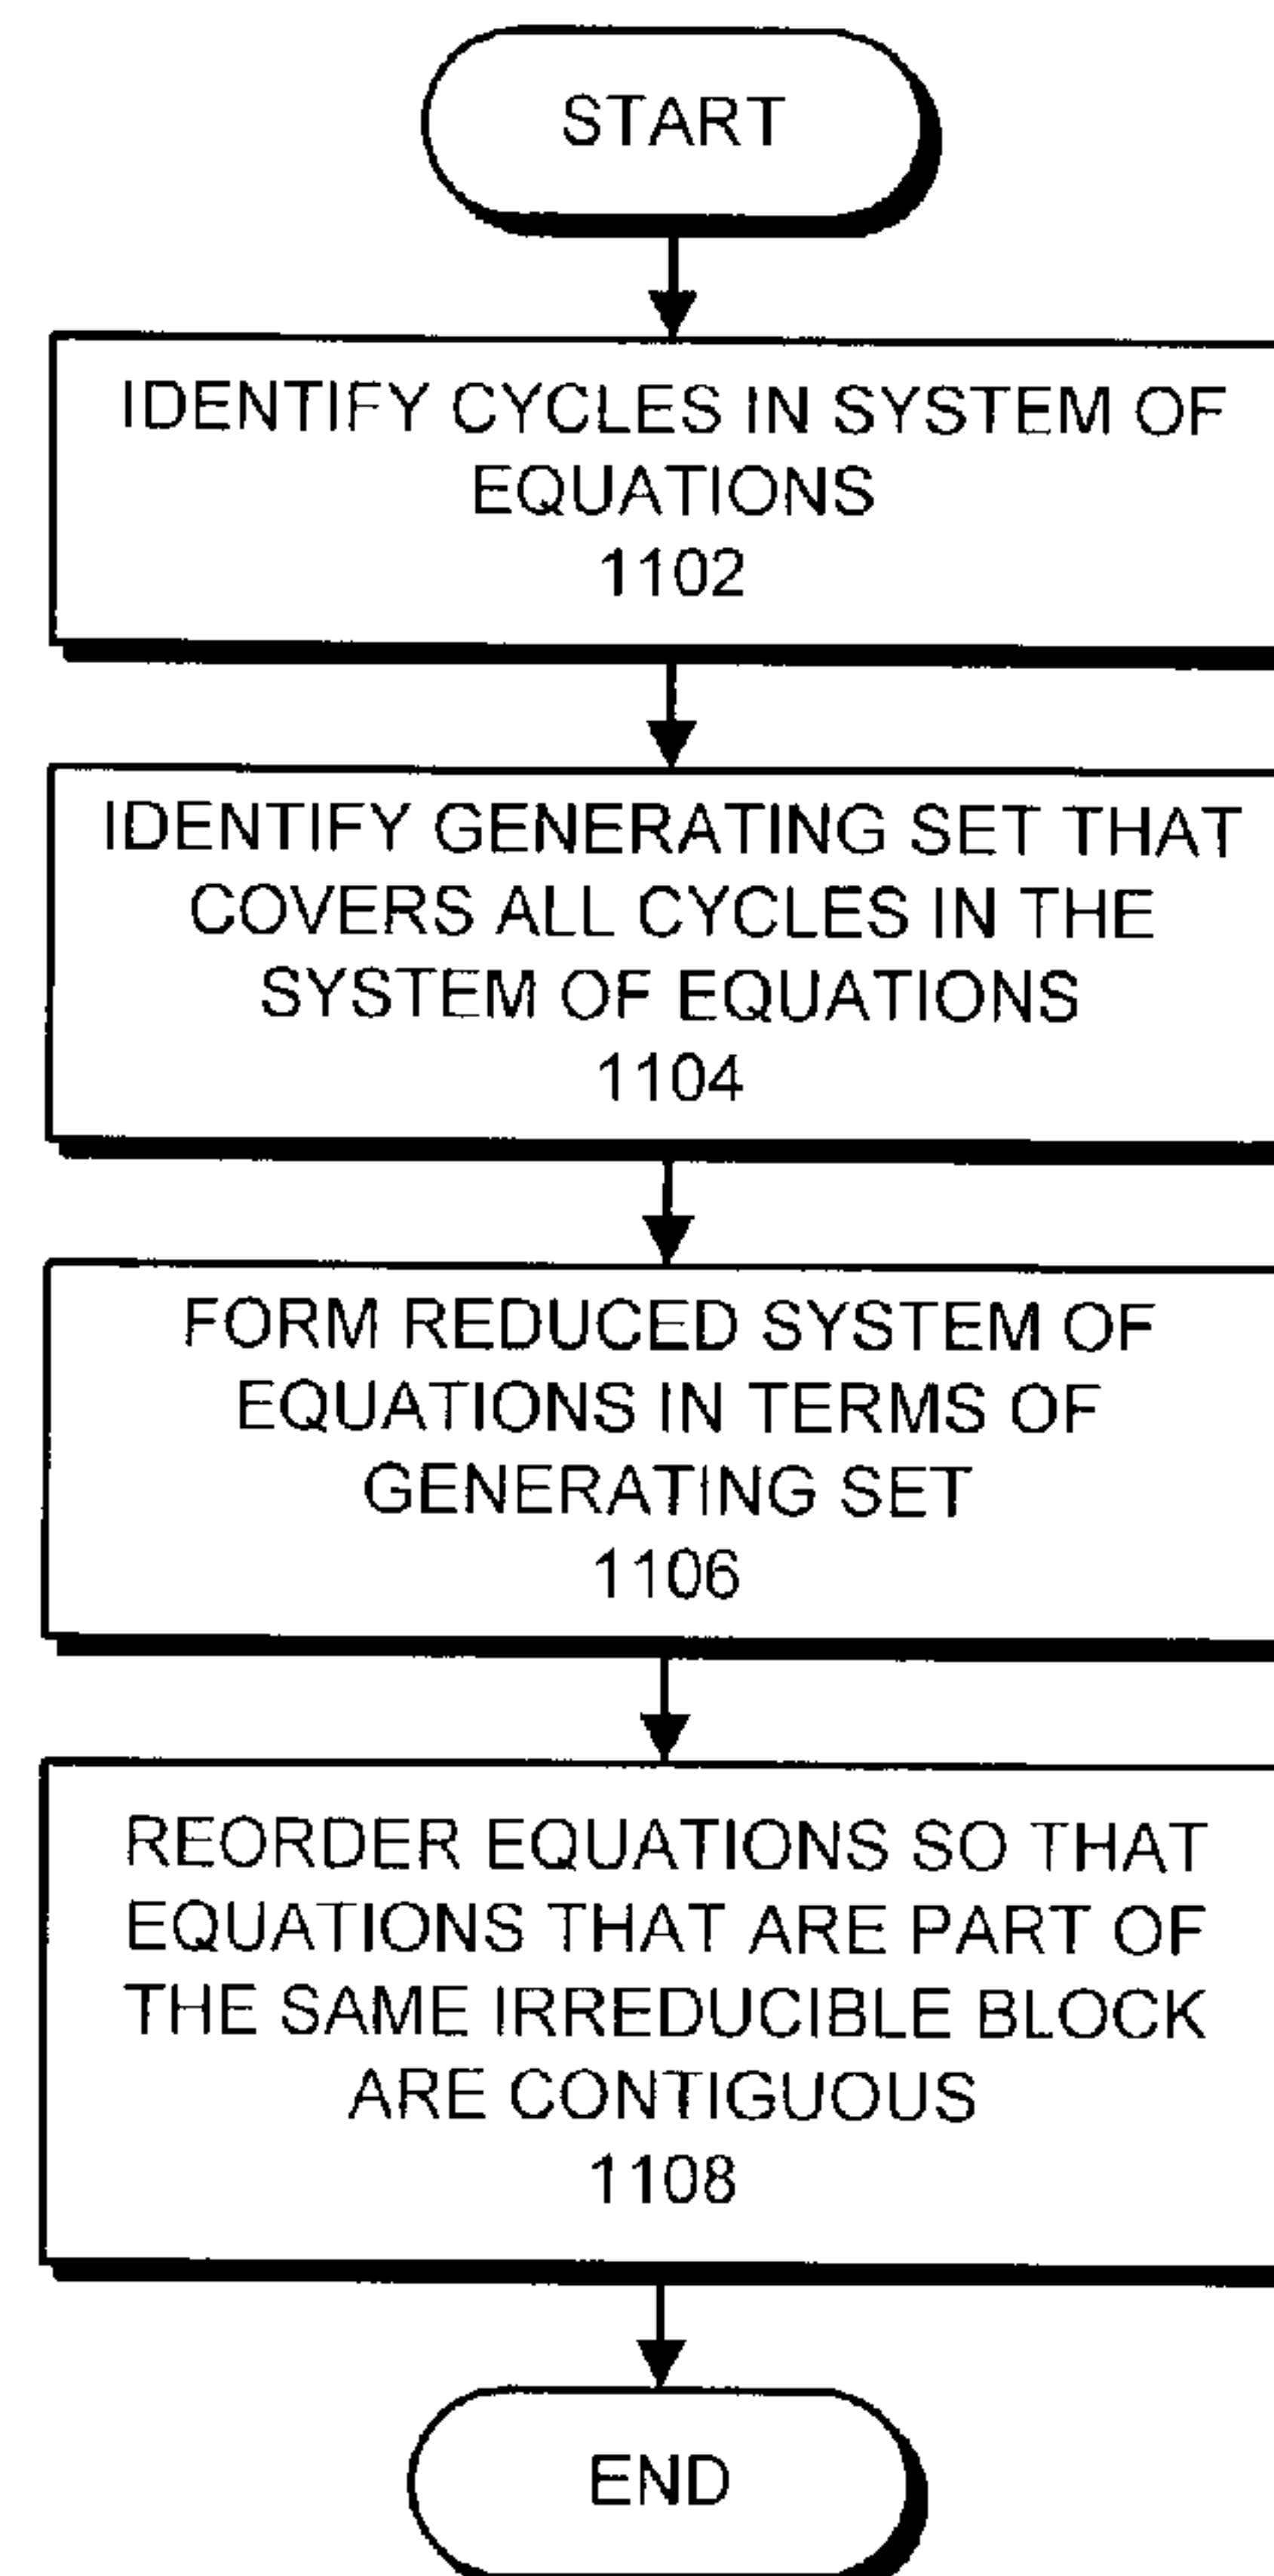 START
IDENTIFY CYCLES IN SYSTEM OF
EQUATIONS
1102
IDENTIFY GENERATING SET THAT
COVERS ALL CYCLES IN THE
SYSTEM OF EQUATIONS
1104
FORM REDUCED SYSTEM OF
EQUATIONS IN TERMS OF
GENERATING SET
1106
REORDER EQUATIONS SO THAT
EQUATIONS THAT ARE PART OF
THE SAME IRREDUCIBLE BLOCK
ARE CONTIGUOUS
1108
END